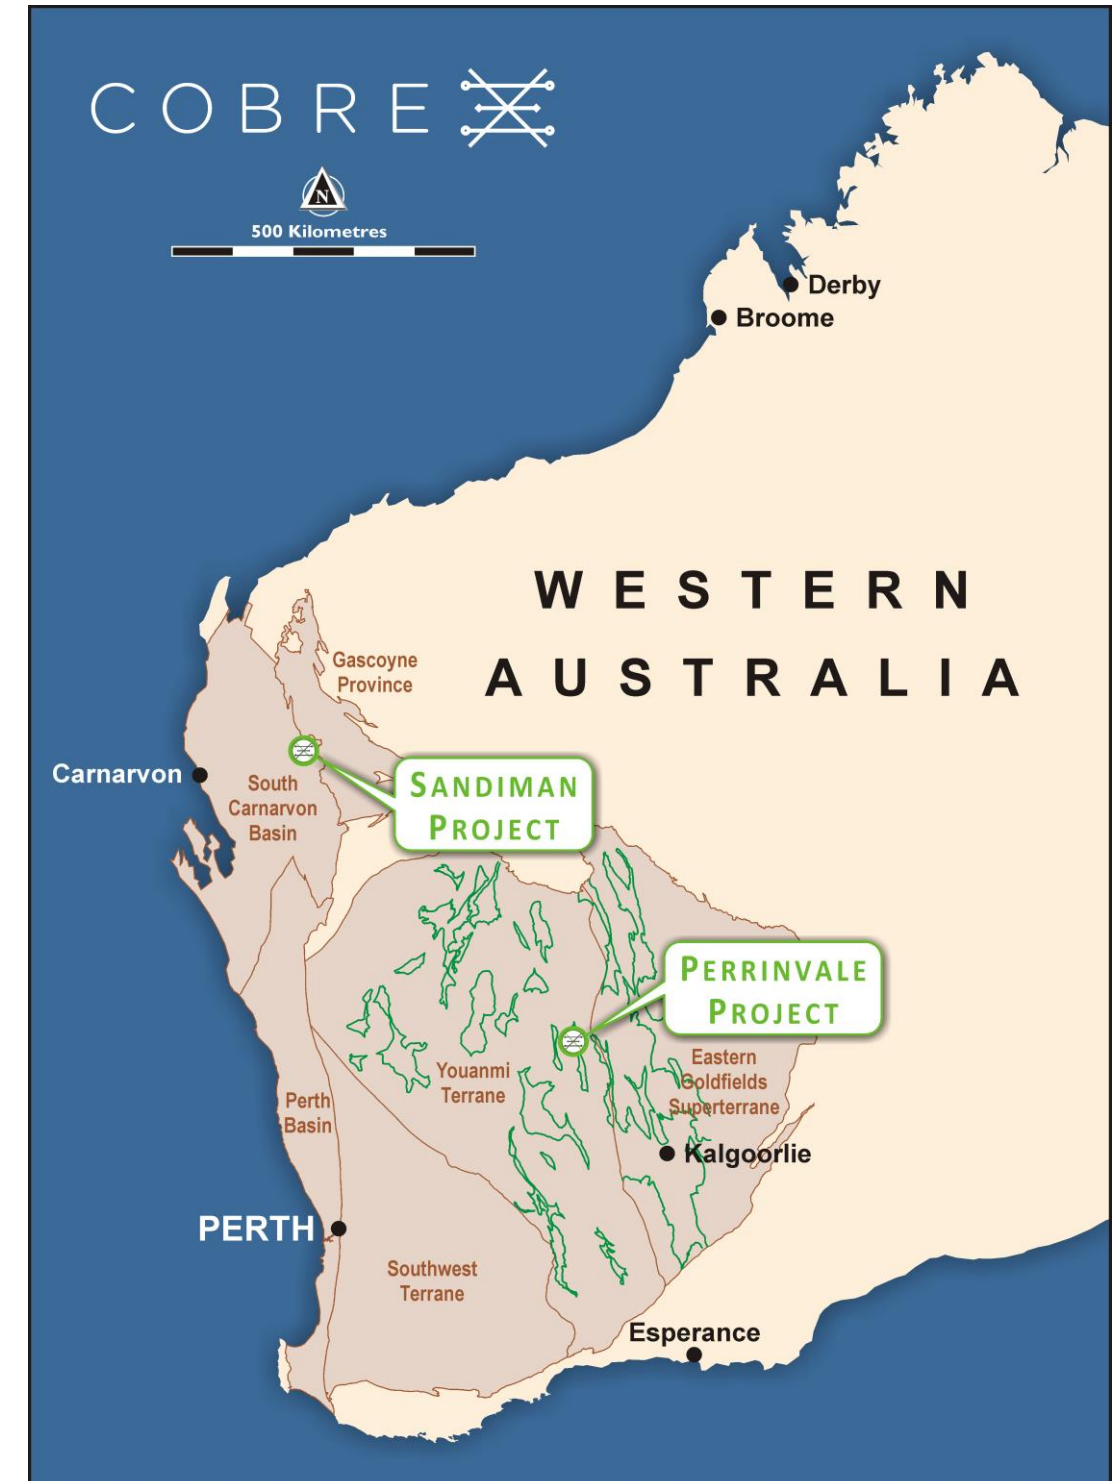 COBRE
N
500 Kilometres
Derby
Broome
WESTERN
AUSTRALIA
Gascoyne
Province
Carnarvon
South
Carnarvon
Basin
SANDIMAN
PROJECT
PERRINVALE
PROJECT
Youanmi
Terrane
Eastern
Goldfields
Superterrane
Perth
Basin
Kalgoorlie
PERTH
Southwest
Terrane
Esperance